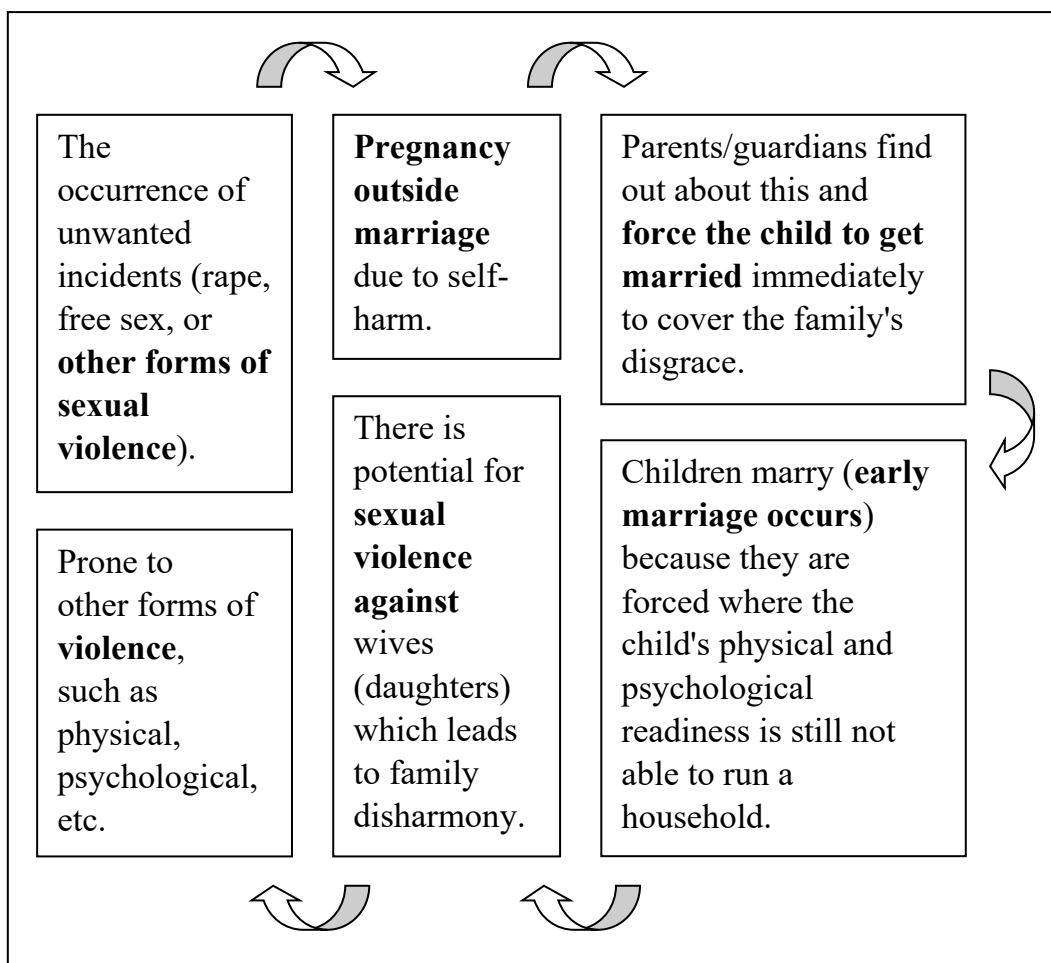 The
occurrence of
unwanted
incidents (rape,
free sex, or
other forms of
sexual
violence).
Pregnancy
outside
marriage
due to self-
harm.
Parents/guardians find
out about this and
force the child to get
married immediately
to cover the family's
disgrace.
Children marry (early
marriage occurs)
because they are
forced where the
child's physical and
psychological
readiness is still not
able to run a
household.
There is
potential for
sexual
violence
against
wives
(daughters)
which leads
to family
disharmony.
Prone to
other forms of
violence,
such as
physical,
psychological,
etc.